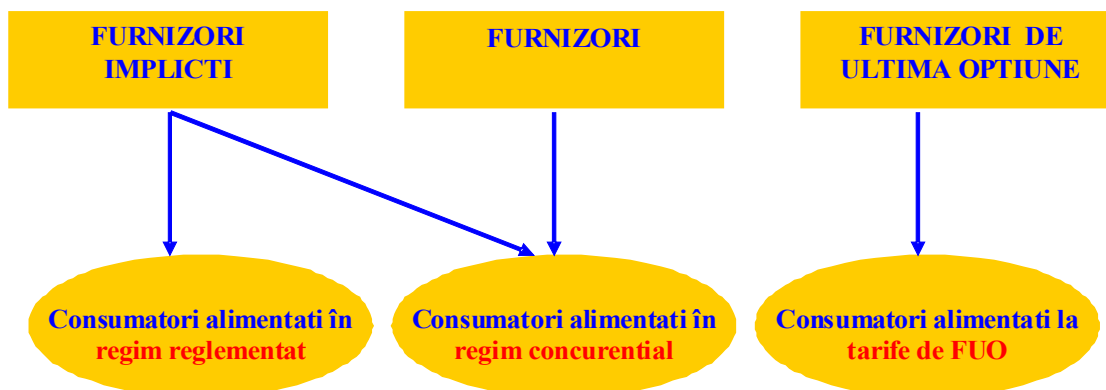 FURNIZORI
IMPLICTI
FURNIZORI
FURNIZORI DE
ULTIMA OPTIUNE
Consumatori alimentati în
regim reglementat
Consumatori alimentati în
regim concurential
Consumatori alimentati la
tarife de FUO